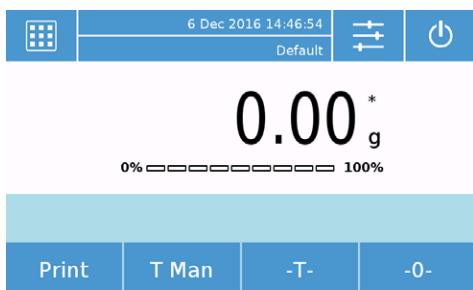 6 Dec 2016 14:46:54
Default
0.00 *
g
0% 100%
Print T Man -T- -0-